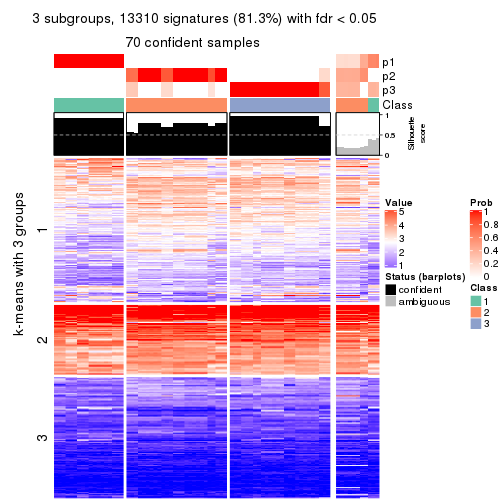 3 subgroups, 13310 signatures (81.3%) with fdr < 0.05
70 confident samples
p1
p2
p3
Class
1
0.5
0
Silhouette
score
k-means with 3 groups
1
2
3
Value
5
4
3
2
1
Status (barplots)
confident
ambiguous
Prob
1
0.8
0.6
0.4
0.2
0
Class
1
2
3